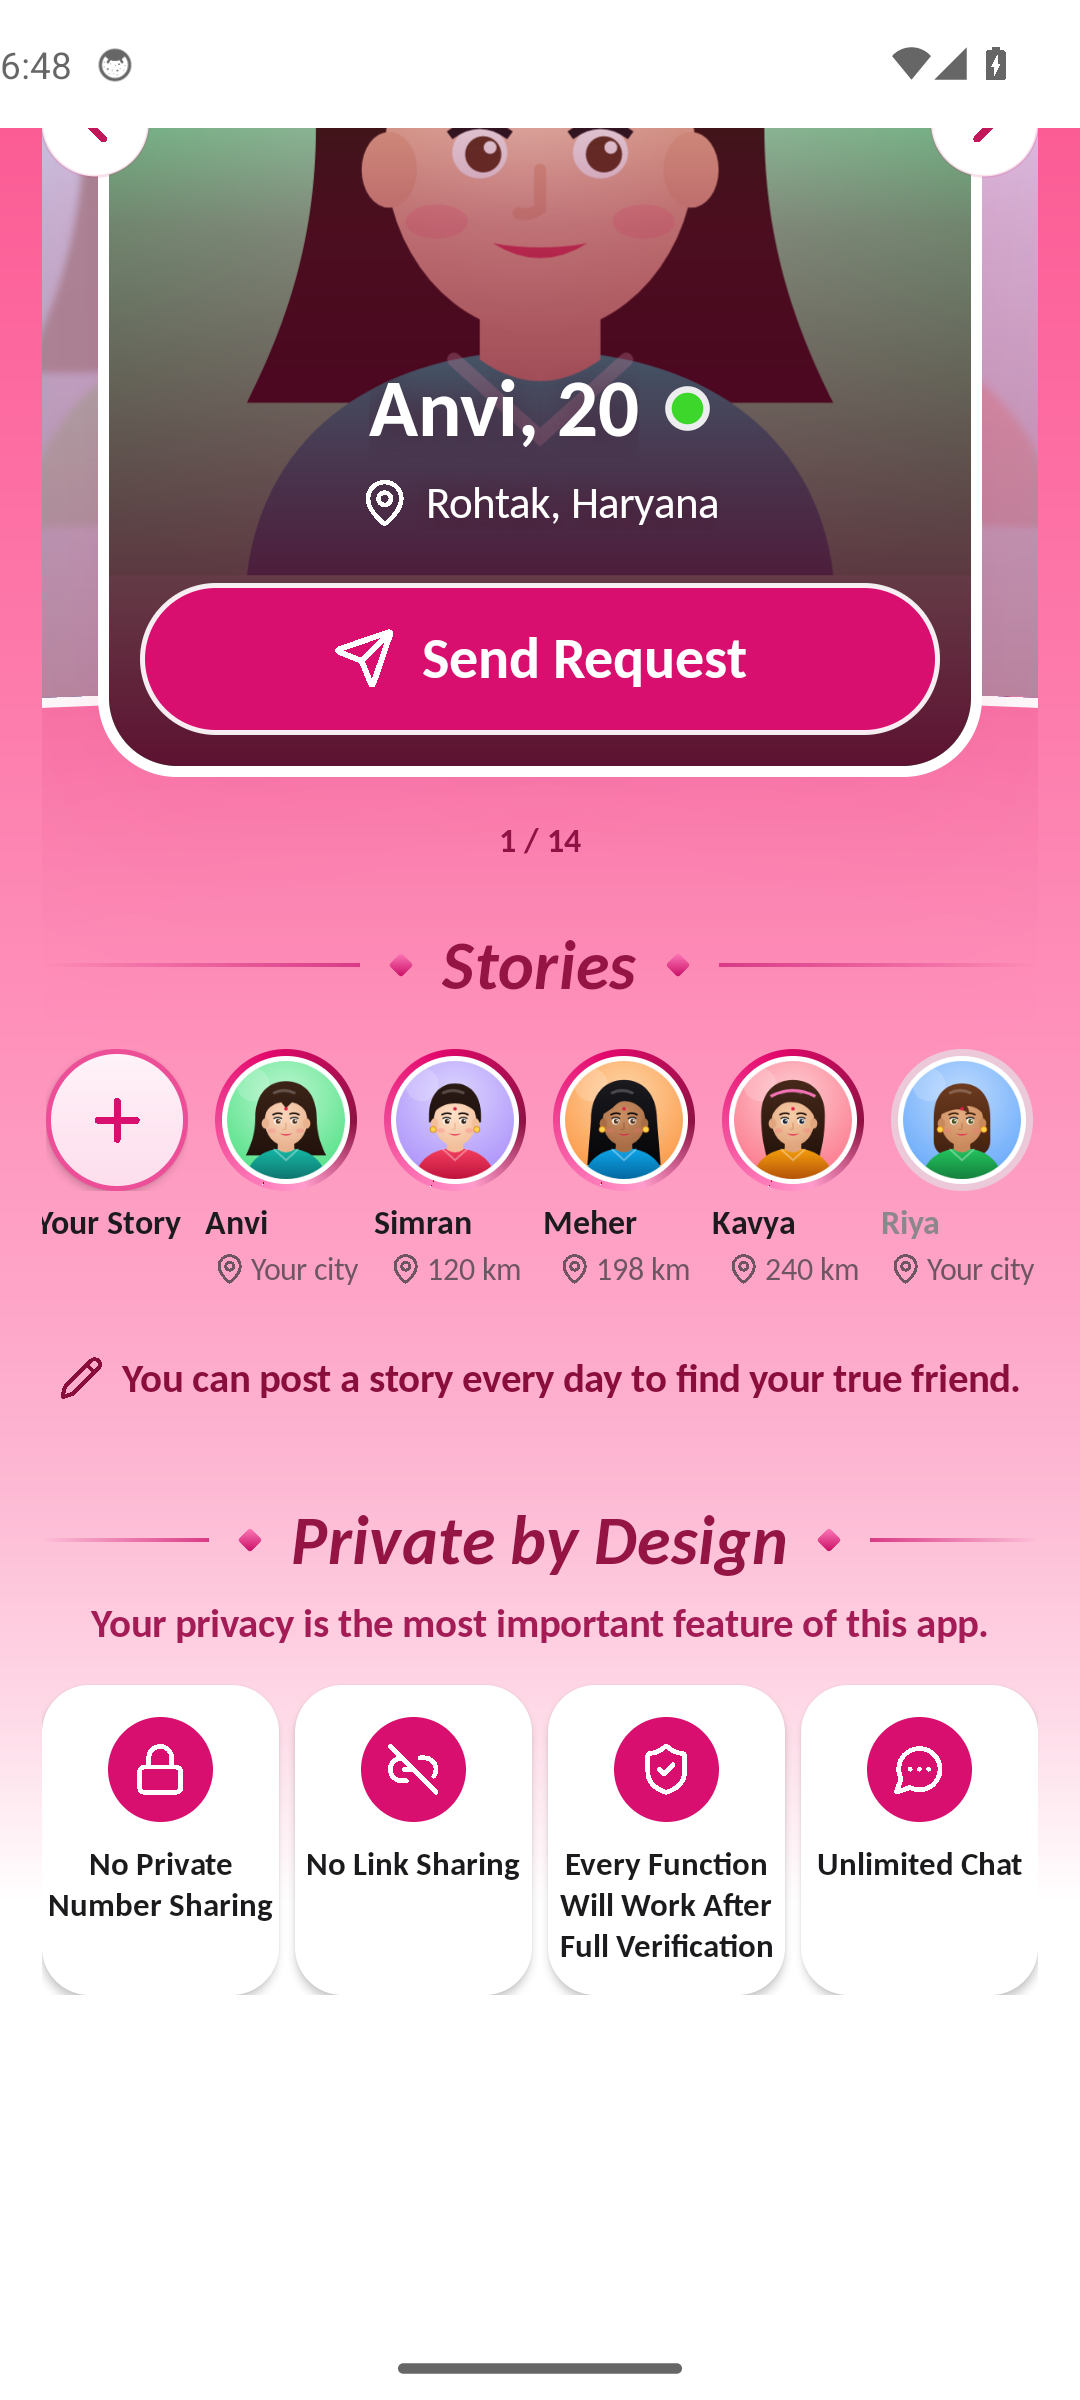 6:48
Anvi, 20
Rohtak, Haryana
Send Request
1 / 14
Stories
Your Story
Anvi
Simran
Meher
Kavya
Riya
Your city
120 km
198 km
240 km
Your city
You can post a story every day to find your true friend.
Private by Design
Your privacy is the most important feature of this app.
No Private
Number Sharing
No Link Sharing
Every Function
Will Work After
Full Verification
Unlimited Chat